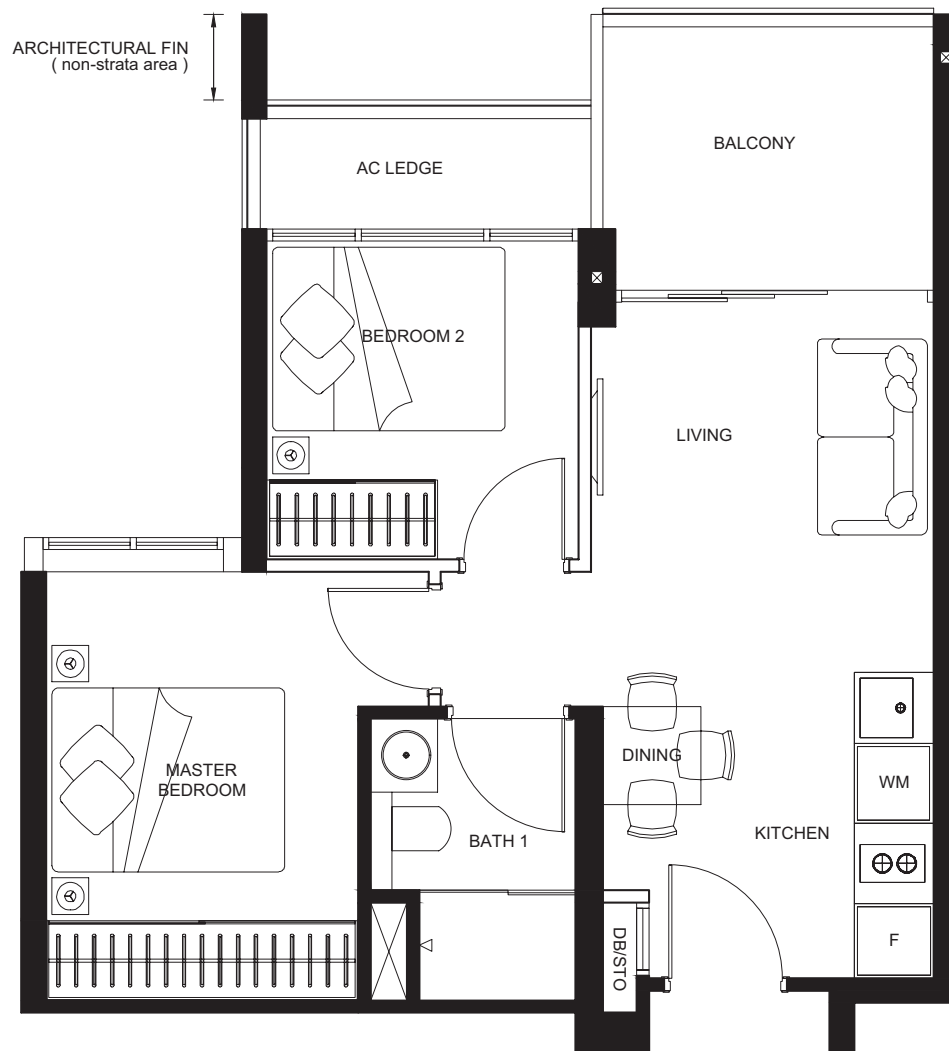 ARCHITECTURAL FIN
( non-strata area )
BALCONY
AC LEDGE
BEDROOM 2
LIVING
DINING
MASTER
BEDROOM
WM
KITCHEN
BATH 1
F
DB/STO